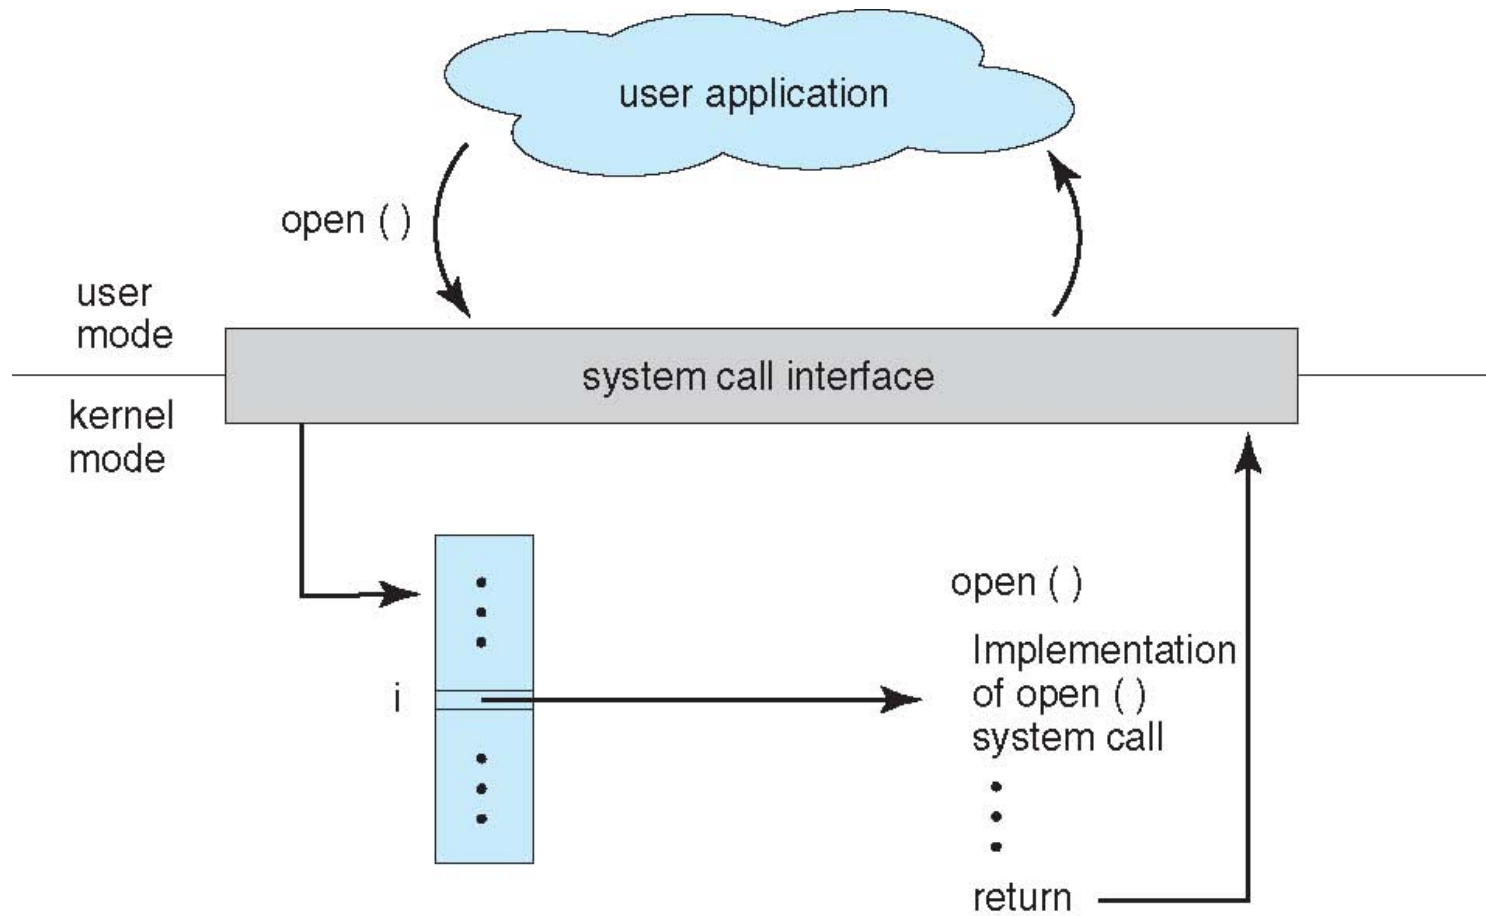 user application
open ( )
user
mode
system call interface
kernel
mode
open ( )
Implementation
of open ( )
system call
i
return